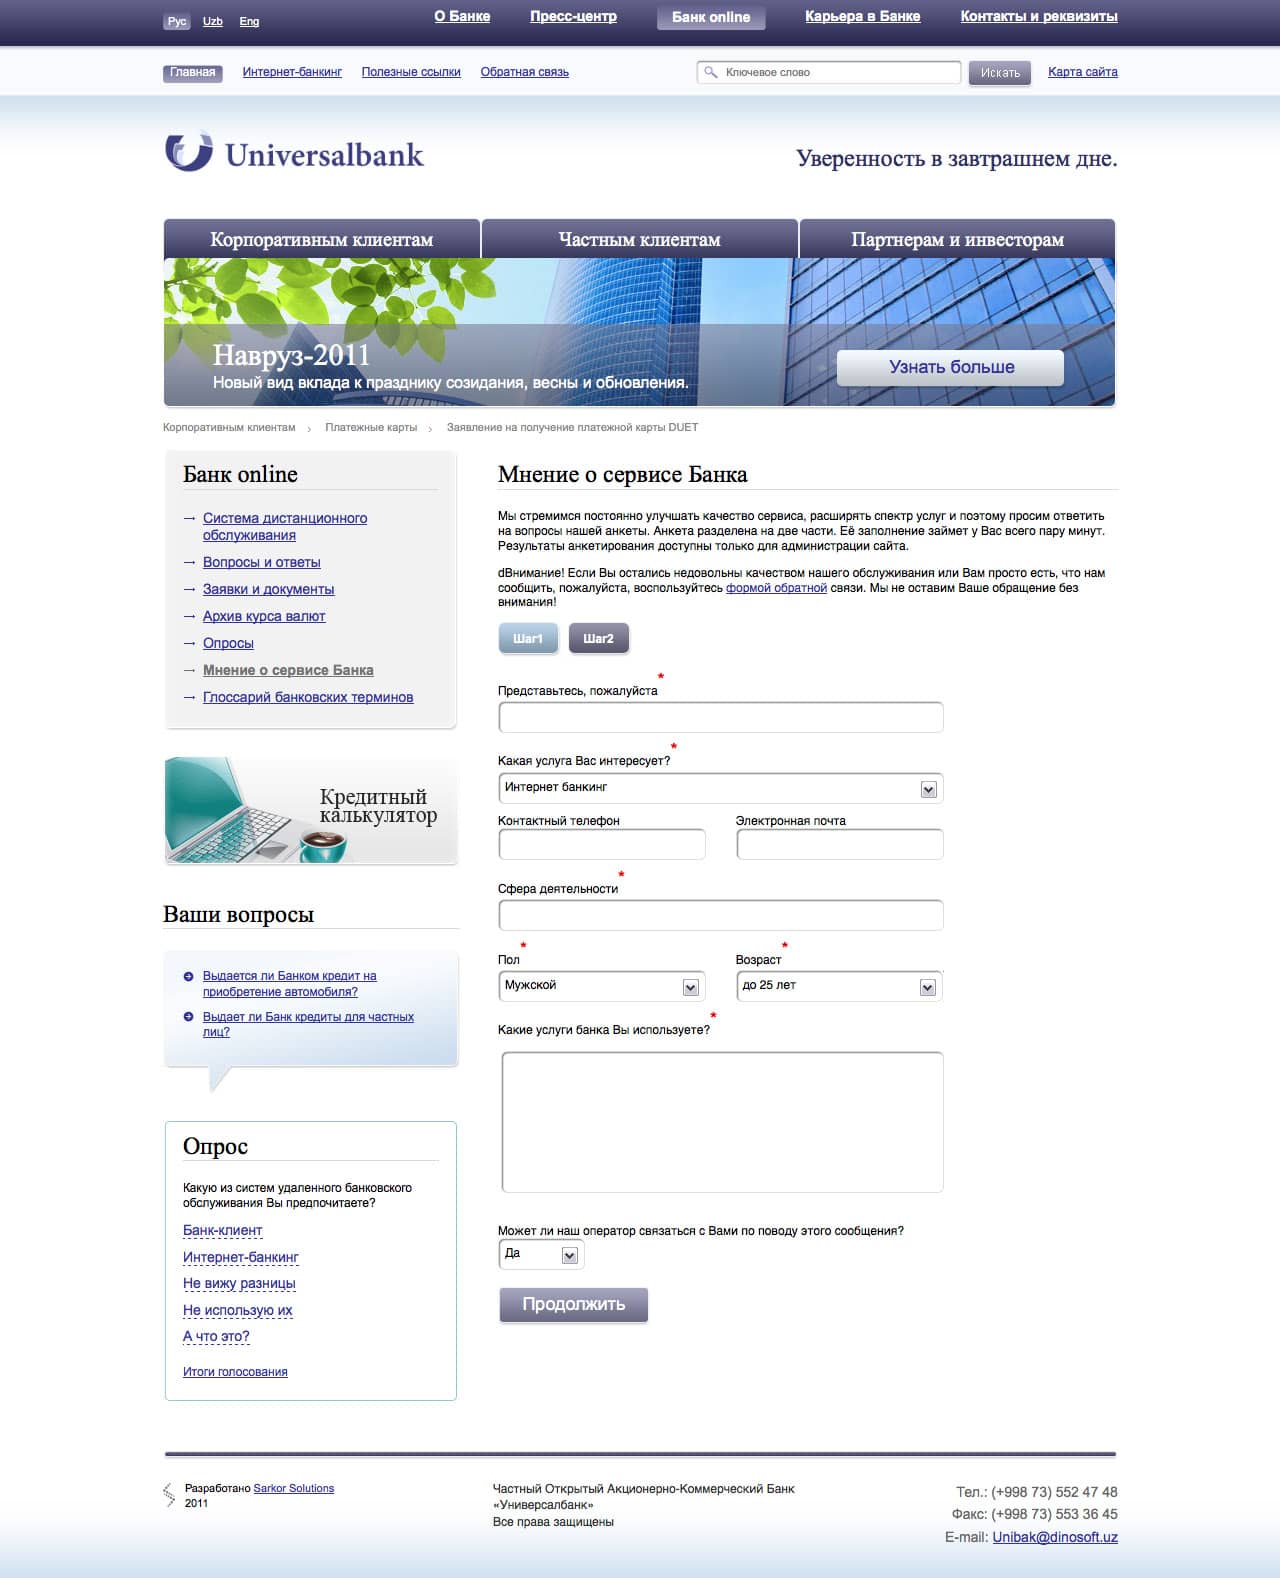 Рус Uzb Eng
О Банке Пресс-центр Банк online Карьера в Банке Контакты и реквизиты
Главная Интернет-банкинг Полезные ссылки Обратная связь Ключевое слово Искать Карта сайта
Universalbank
Уверенность в завтрашнем дне.
Корпоративным клиентам Частным клиентам Партнерам и инвесторам
Навруз-2011
Новый вид вклада к празднику созидания, весны и обновления.
Узнать больше
Корпоративным клиентам › Платежные карты › Заявление на получение платежной карты DUET
Банк online
→ Система дистанционного
обслуживания
→ Вопросы и ответы
→ Заявки и документы
→ Архив курса валют
→ Опросы
→ Мнение о сервисе Банка
→ Глоссарий банковских терминов
Кредитный
калькулятор
Ваши вопросы
Выдается ли Банком кредит на
приобретение автомобиля?
Выдает ли Банк кредиты для частных
лиц?
Опрос
Какую из систем удаленного банковского
обслуживания Вы предпочитаете?
Банк-клиент
Интернет-банкинг
Не вижу разницы
Не использую их
А что это?
Итоги голосования
Мнение о сервисе Банка
Мы стремимся постоянно улучшать качество сервиса, расширять спектр услуг и поэтому просим ответить
на вопросы нашей анкеты. Анкета разделена на две части. Её заполнение займет у Вас всего пару минут.
Результаты анкетирования доступны только для администрации сайта.
dВнимание! Если Вы остались недовольны качеством нашего обслуживания или Вам просто есть, что нам
сообщить, пожалуйста, воспользуйтесь формой обратной связи. Мы не оставим Ваше обращение без
внимания!
Шаг1 Шаг2
Представьтесь, пожалуйста*
Какая услуга Вас интересует?*
Интернет банкинг
Контактный телефон Электронная почта
Сфера деятельности*
Пол* Возраст*
Мужской до 25 лет
Какие услуги банка Вы используете?*
Может ли наш оператор связаться с Вами по поводу этого сообщения?
Да
Продолжить
Разработано Sarkor Solutions
2011
Частный Открытый Акционерно-Коммерческий Банк
«Универсалбанк»
Все права защищены
Тел.: (+998 73) 552 47 48
Факс: (+998 73) 553 36 45
E-mail: Unibak@dinosoft.uz